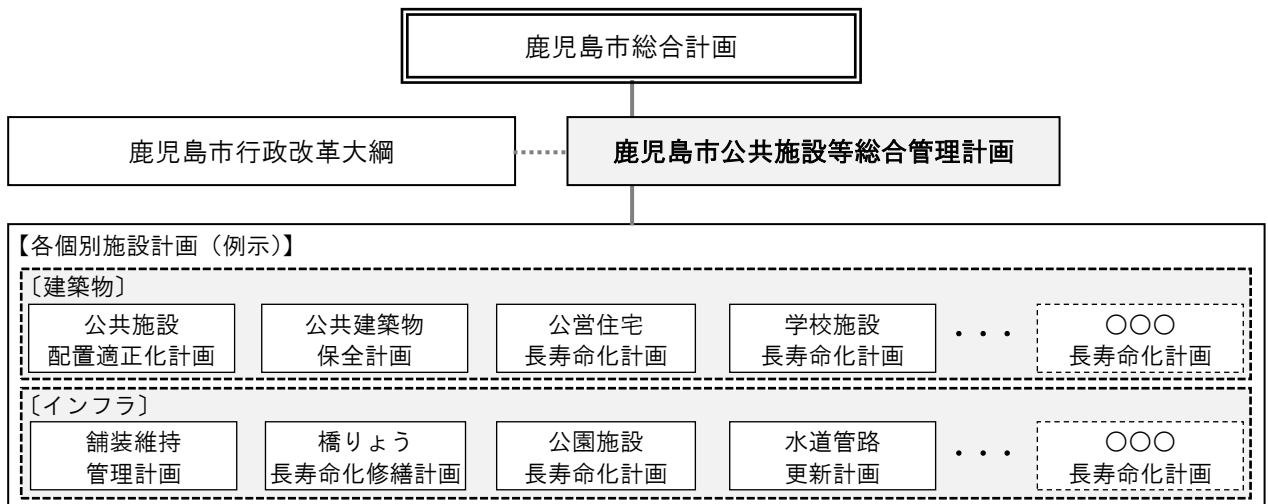 鹿児島市総合計画
鹿児島市行政改革大綱
鹿児島市公共施設等総合管理計画
【各個別施設計画（例示）】
〔建築物〕
公共施設
配置適正化計画
公共建築物
保全計画
公営住宅
長寿命化計画
学校施設
長寿命化計画
・・・
○○○
長寿命化計画
〔インフラ〕
舗装維持
管理計画
橋りょう
長寿命化修繕計画
公園施設
長寿命化計画
水道管路
更新計画
・・・
○○○
長寿命化計画